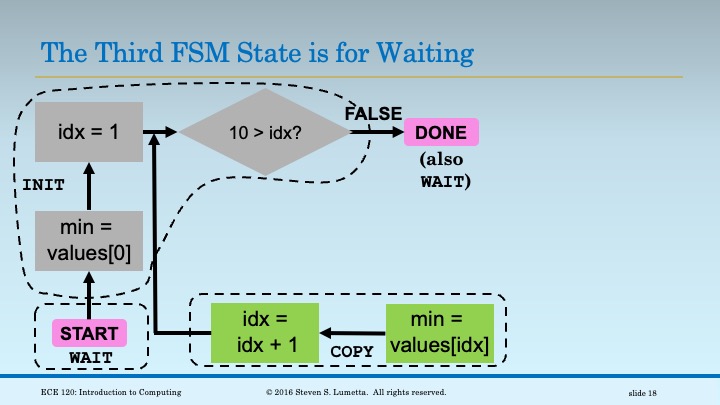 The Third FSM State is for Waiting
idx = 1
10 > idx?
FALSE
DONE
(also
WAIT)
INIT
min =
values[0]
START
WAIT
idx =
idx + 1
COPY
min =
values[idx]
ECE 120: Introduction to Computing
© 2016 Steven S. Lumetta. All rights reserved.
slide 18